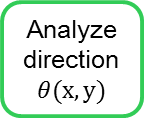 Analyze
direction
θ(x,y)